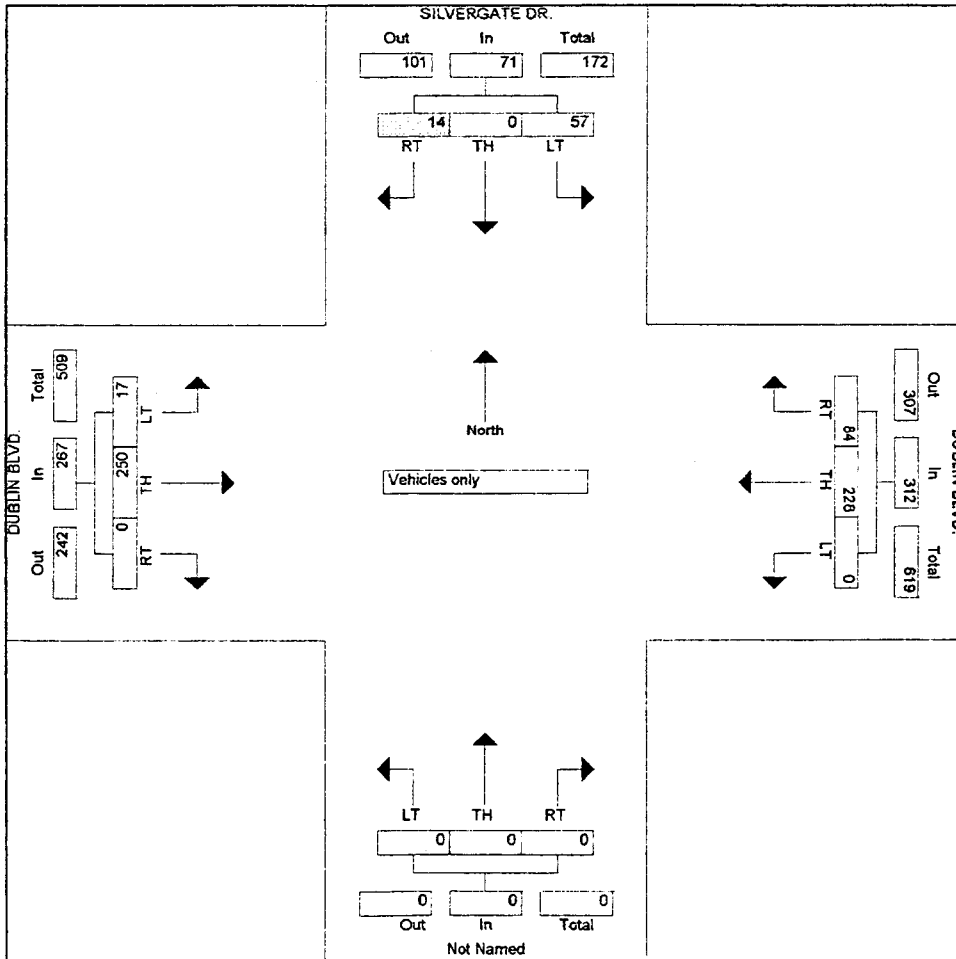 SILVERGATE DR.
Out In Total
101 71 172
14 0 57
RT TH LT
DUBLIN BLVD.
Total In Out
509 267 242
17 250 0
LT TH RT
North
Vehicles only
Out In Total
307 312 619
84 228 0
RT TH LT
LT TH RT
0 0 0
0 0 0
Out In Total
Not Named